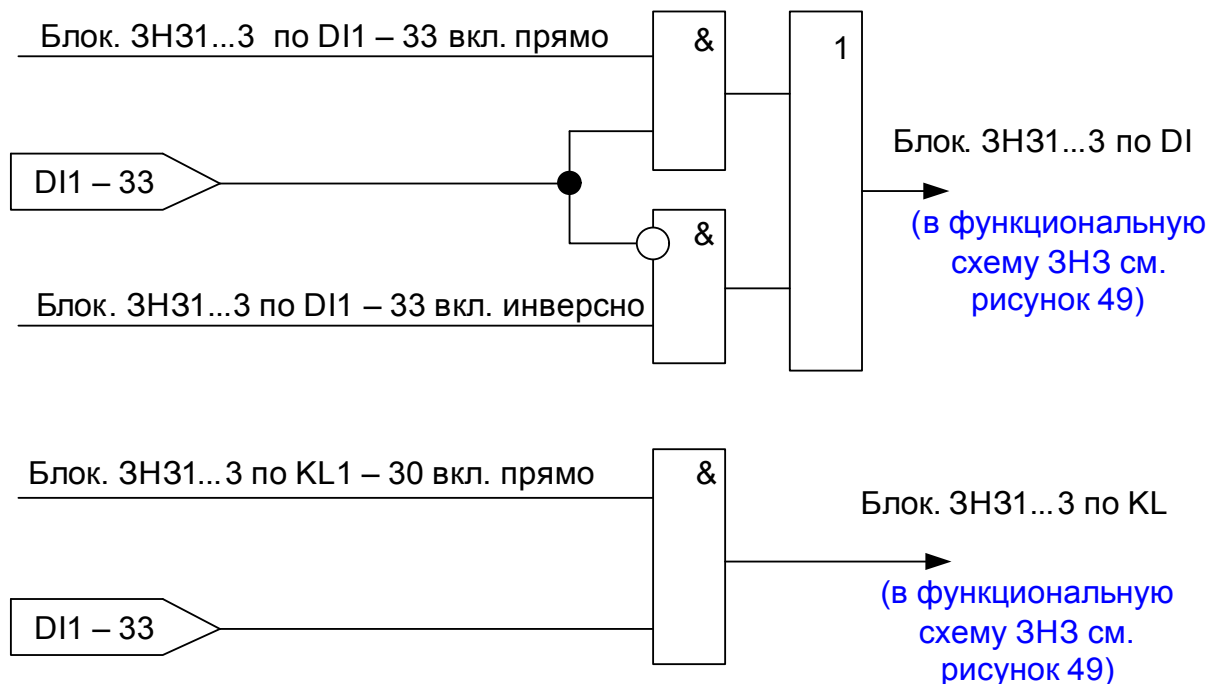 Блок. ЗНЗ1...3 по DI1 – 33 вкл. прямо
&
1
DI1 – 33
Блок. ЗНЗ1...3 по DI
(в функциональную
схему ЗНЗ см.
рисунок 49)
&
Блок. ЗНЗ1...3 по DI1 – 33 вкл. инверсно
Блок. ЗНЗ1...3 по KL1 – 30 вкл. прямо
&
Блок. ЗНЗ1...3 по KL
(в функциональную
схему ЗНЗ см.
рисунок 49)
DI1 – 33